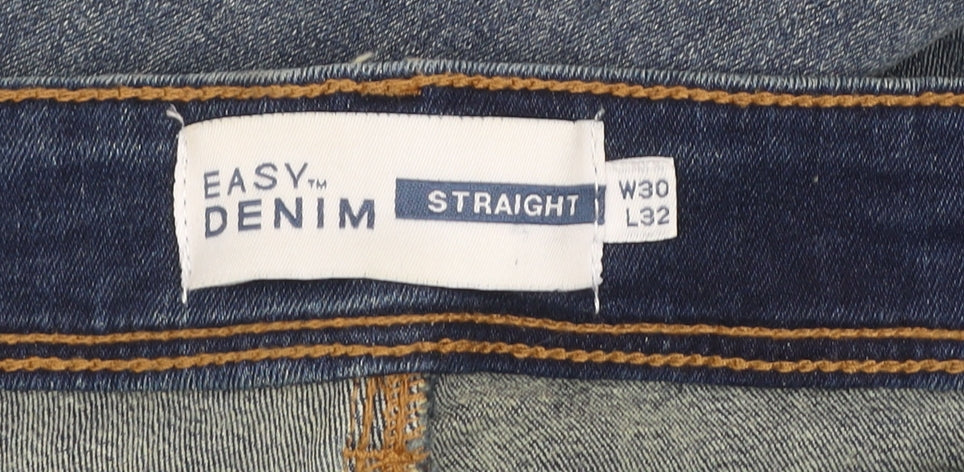 EASY™
DENIM
STRAIGHT
W30
L32